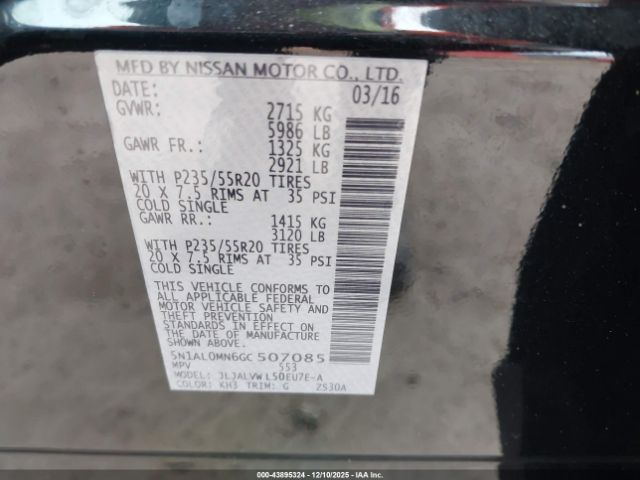 MFD BY NISSAN MOTOR CO., LTD.
DATE: 03/16
GVWR: 2715 KG
5986 LB
GAWR FR.: 1325 KG
2921 LB
WITH P235/55R20 TIRES
20 X 7.5 RIMS AT 35 PSI
COLD SINGLE
GAWR RR.: 1415 KG
3120 LB
WITH P235/55R20 TIRES
20 X 7.5 RIMS AT 35 PSI
COLD SINGLE
THIS VEHICLE CONFORMS TO
ALL APPLICABLE FEDERAL
MOTOR VEHICLE SAFETY AND
THEFT PREVENTION
STANDARDS IN EFFECT ON
THE DATE OF MANUFACTURE
SHOWN ABOVE.
5N1AL0MN6GC507085
MPV 553
MODEL: JLJALVWL50EU7E-A
COLOR: KH3 TRIM: G 2530A
000-43895324 - 12/10/2025 - IAA Inc.